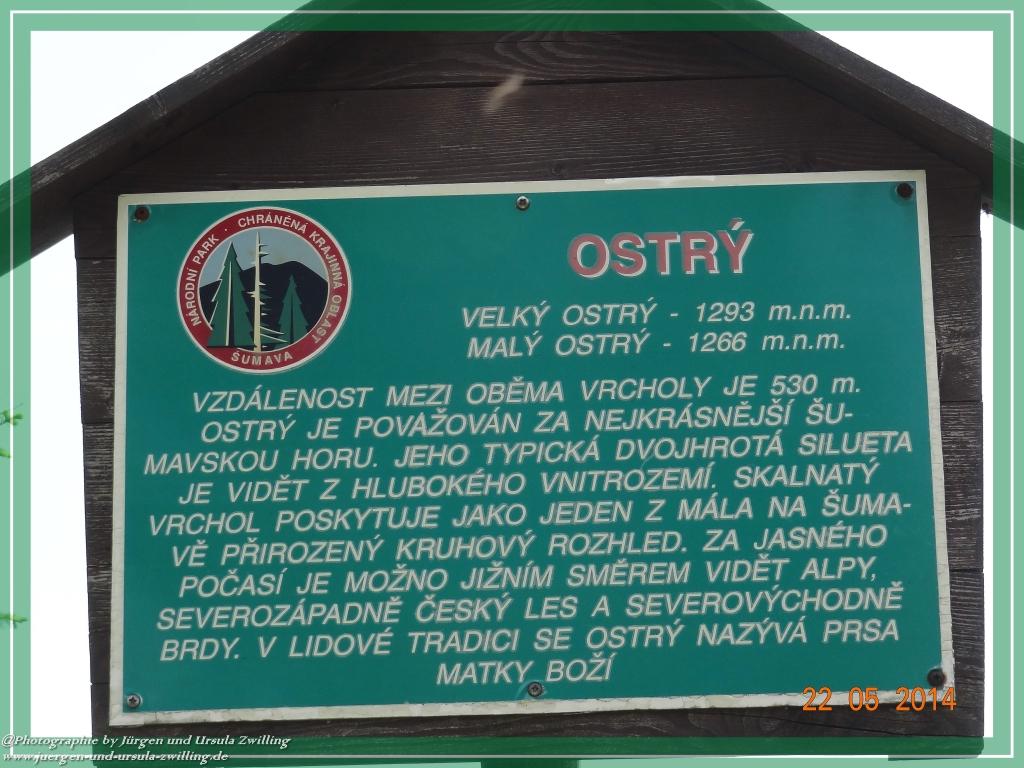 NÁRODNÍ PARK · CHRÁNĚNÁ KRAJINNÁ OBLAST
ŠUMAVA
OSTRÝ
VELKÝ OSTRÝ - 1293 m.n.m.
MALÝ OSTRÝ - 1266 m.n.m.
VZDÁLENOST MEZI OBĚMA VRCHOLY JE 530 m.
OSTRÝ JE POVAŽOVÁN ZA NEJKRÁSNĚJŠÍ ŠU-
MAVSKOU HORU. JEHO TYPICKÁ DVOJHROTÁ SILUETA
JE VIDĚT Z HLUBOKÉHO VNITROZEMÍ. SKALNATÝ
VRCHOL POSKYTUJE JAKO JEDEN Z MÁLA NA ŠUMA-
VĚ PŘIROZENÝ KRUHOVÝ ROZHLED. ZA JASNÉHO
POČASÍ JE MOŽNO JIŽNÍM SMĚREM VIDĚT ALPY,
SEVEROZÁPADNĚ ČESKÝ LES A SEVEROVÝCHODNĚ
BRDY. V LIDOVÉ TRADICI SE OSTRÝ NAZÝVÁ PRSA
MATKY BOŽÍ
22 05 2014
@Photographie by Jürgen und Ursula Zwilling
www.juergen-und-ursula-zwilling.de